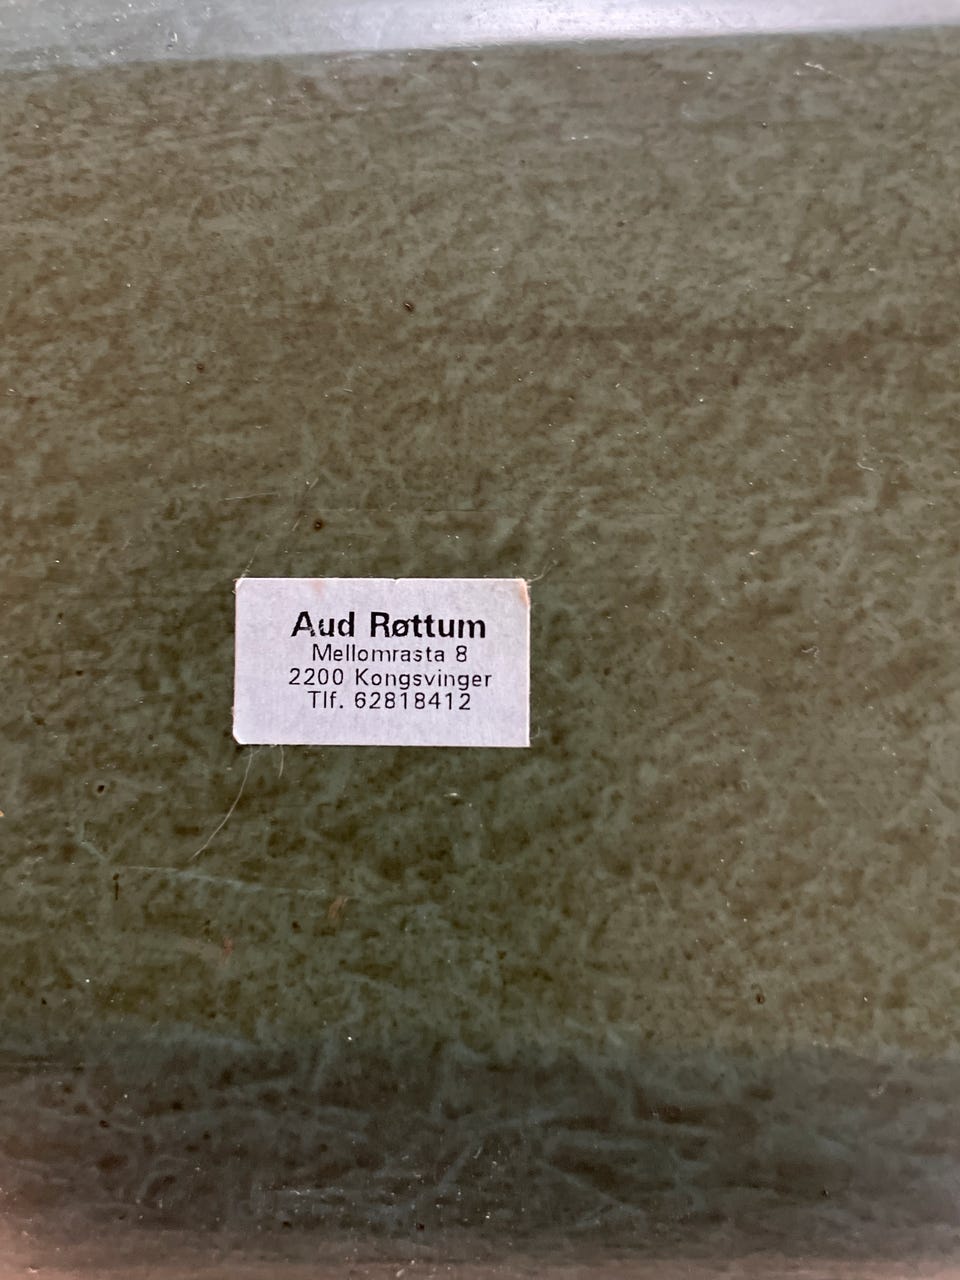 Aud Røttum
Mellomrasta 8
2200 Kongsvinger
Tlf. 62818412